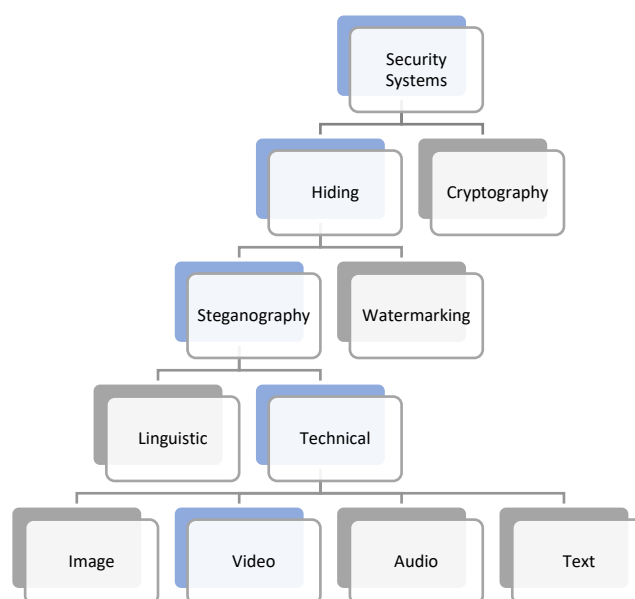 Security
Systems
Hiding
Cryptography
Steganography
Watermarking
Linguistic
Technical
Image
Video
Audio
Text